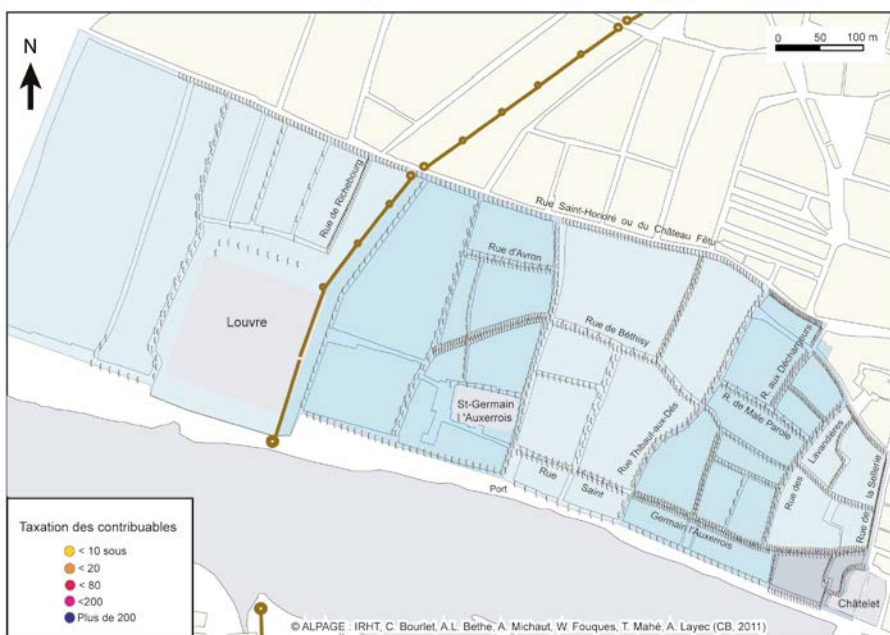 N
0 50 100 m
Rue de Richebourg
Rue Saint-Honoré ou du Château Fêtu
Rue d'Avron
Louvre
Rue de Béthisy
R. aux Déchargeurs
St-Germain
l'Auxerrois
Rue Thibaut-aux-Dés
R. de Male Parole
Rue des Lavandières
Rue de la Sellerie
Port
Rue Saint Germain l'Auxerrois
Châtelet
Taxation des contribuables
< 10 sous
< 20
< 80
<200
Plus de 200
© ALPAGE : IRHT, C. Bourlet, A.L. Bethe, A. Michaut, W. Fouques, T. Mahé, A. Layec (CB, 2011)